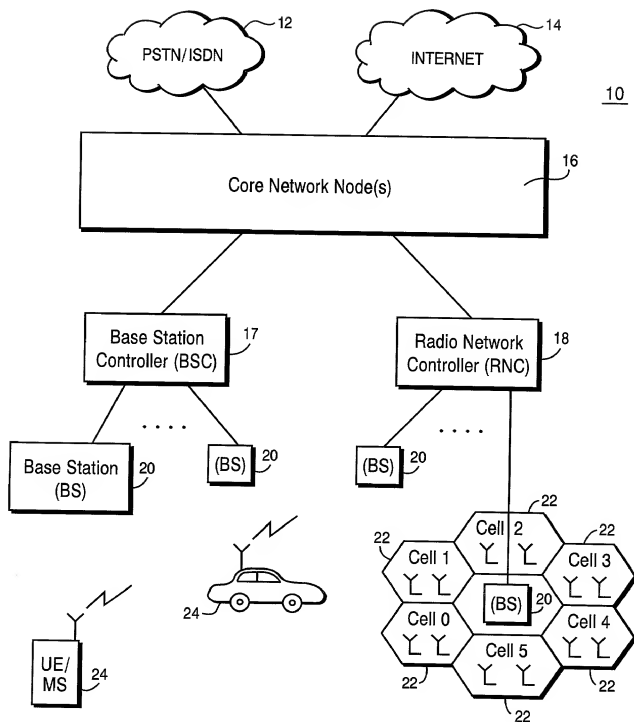 12
PSTN/ISDN
14
INTERNET
10
Core Network Node(s)
16
Base Station
Controller (BSC)
17
Radio Network
Controller (RNC)
18
. . . .
. . . .
Base Station
(BS)
20
(BS)
20
(BS)
20
22
Cell 2
22
Cell 1
22
Cell 3
(BS)
20
Cell 0
Cell 4
Cell 5
22
22
22
24
UE/
MS
24